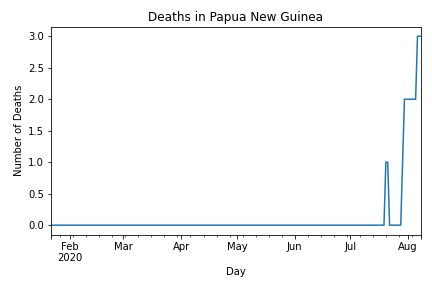 Deaths in Papua New Guinea
Number of Deaths
3.0
2.5
2.0
1.5
1.0
0.5
0.0
Feb Mar Apr May Jun Jul Aug
2020
Day